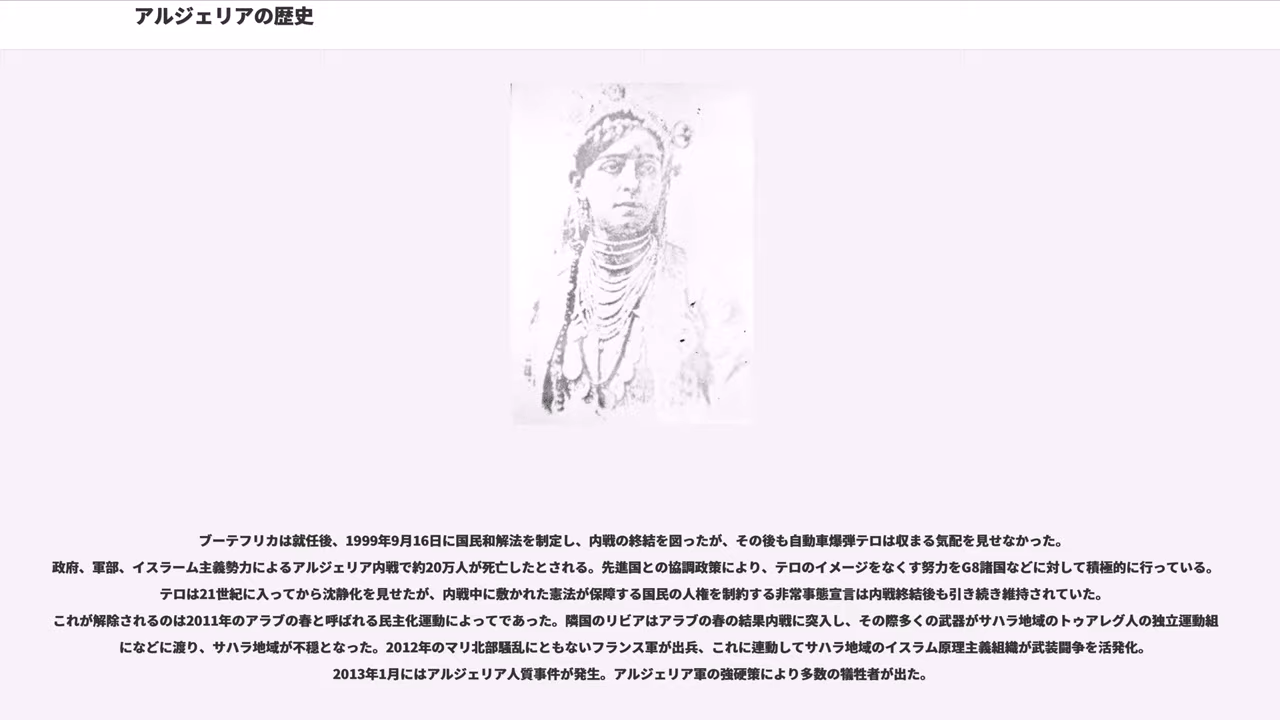 アルジェリアの歴史
ブーテフリカは就任後、1999年9月16日に国民和解法を制定し、内戦の終結を図ったが、その後も自動車爆弾テロは収まる気配を見せなかった。
政府、軍部、イスラーム主義勢力によるアルジェリア内戦で約20万人が死亡したとされる。先進国との協調政策により、テロのイメージをなくす努力をG8諸国などに対して積極的に行っている。
テロは21世紀に入ってから沈静化を見せたが、内戦中に敷かれた憲法が保障する国民の人権を制約する非常事態宣言は内戦終結後も引き続き維持されていた。
これが解除されるのは2011年のアラブの春と呼ばれる民主化運動によってであった。隣国のリビアはアラブの春の結果内戦に突入し、その際多くの武器がサハラ地域のトゥアレグ人の独立運動組
になどに渡り、サハラ地域が不穏となった。2012年のマリ北部騒乱にともないフランス軍が出兵、これに連動してサハラ地域のイスラム原理主義組織が武装闘争を活発化。
2013年1月にはアルジェリア人質事件が発生。アルジェリア軍の強硬策により多数の犠牲者が出た。